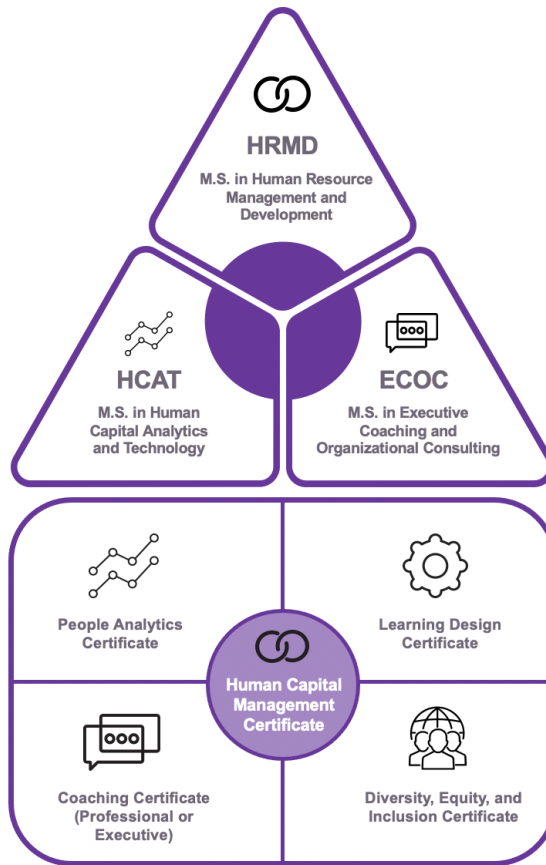 HRMD
M.S. in Human Resource
Management and
Development
HCAT
M.S. in Human
Capital Analytics
and Technology
ECOC
M.S. in Executive
Coaching and
Organizational Consulting
People Analytics
Certificate
Learning Design
Certificate
Human Capital
Management
Certificate
Coaching Certificate
(Professional or
Executive)
Diversity, Equity, and
Inclusion Certificate